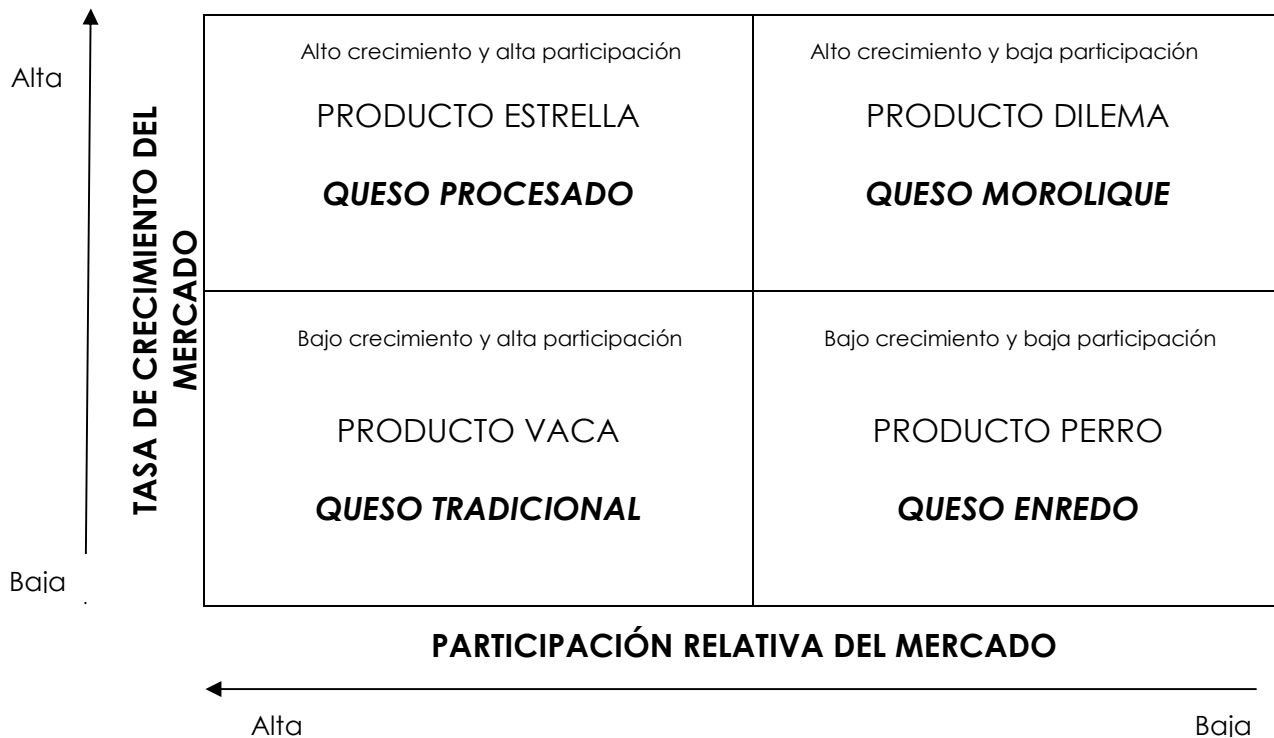 Alta
TASA DE CRECIMIENTO DEL
MERCADO
Baja
Alto crecimiento y alta participación
PRODUCTO ESTRELLA
QUESO PROCESADO
Alto crecimiento y baja participación
PRODUCTO DILEMA
QUESO MOROLIQUE
Bajo crecimiento y alta participación
PRODUCTO VACA
QUESO TRADICIONAL
Bajo crecimiento y baja participación
PRODUCTO PERRO
QUESO ENREDO
PARTICIPACIÓN RELATIVA DEL MERCADO
Alta
Baja